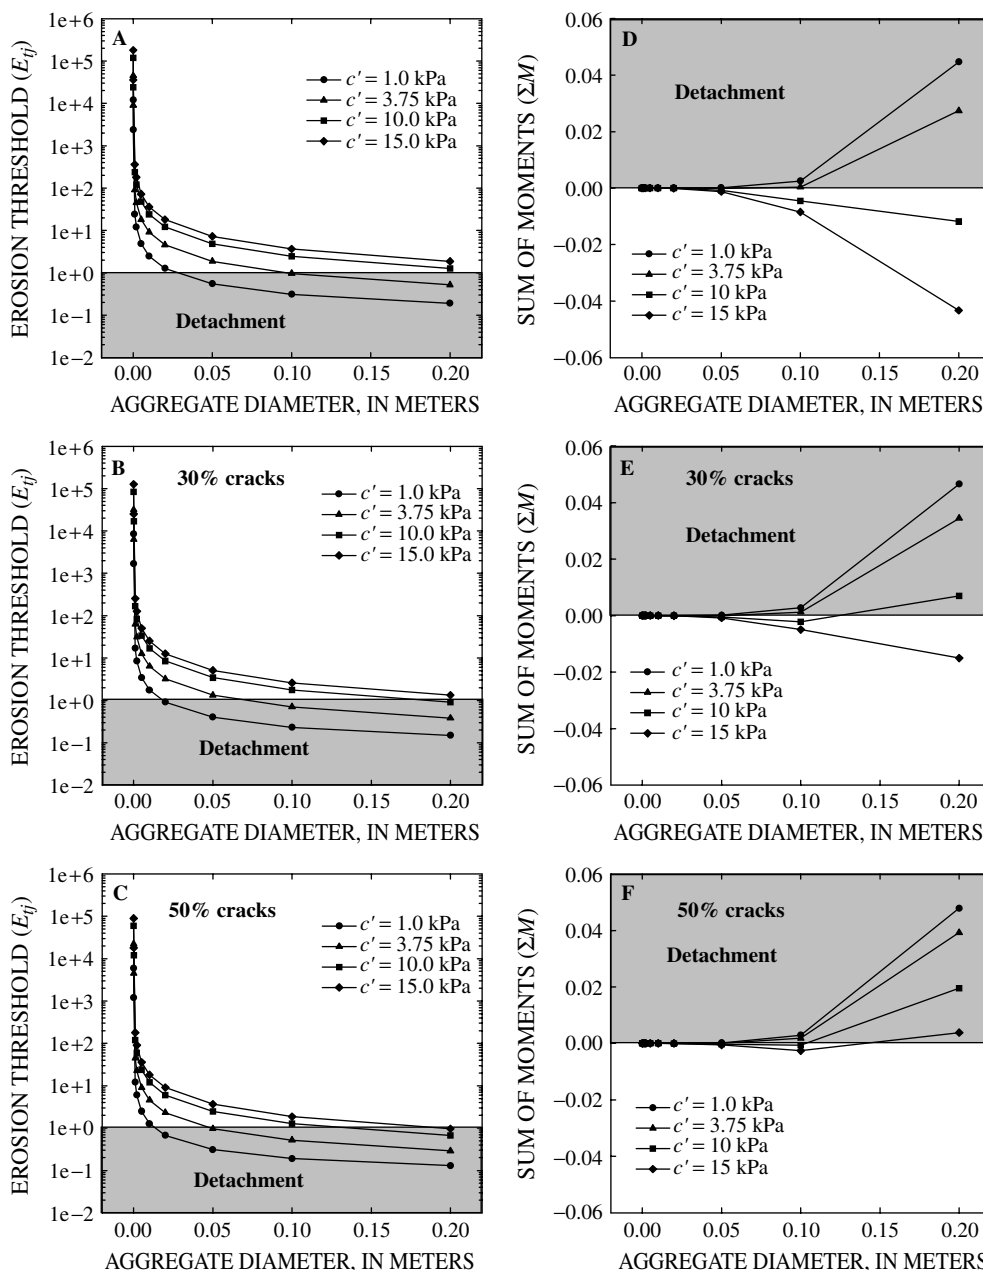 A
EROSION THRESHOLD (E_tj)
1e+6
1e+5
1e+4
1e+3
1e+2
1e+1
1e+0
1e−1
1e−2
c′ = 1.0 kPa
c′ = 3.75 kPa
c′ = 10.0 kPa
c′ = 15.0 kPa
Detachment
0.00 0.05 0.10 0.15 0.20
AGGREGATE DIAMETER, IN METERS
D
SUM OF MOMENTS (ΣM)
0.06
0.04
0.02
0.00
−0.02
−0.04
−0.06
Detachment
c′ = 1.0 kPa
c′ = 3.75 kPa
c′ = 10 kPa
c′ = 15 kPa
0.00 0.05 0.10 0.15 0.20
AGGREGATE DIAMETER, IN METERS
B
30% cracks
EROSION THRESHOLD (E_tj)
1e+6
1e+5
1e+4
1e+3
1e+2
1e+1
1e+0
1e−1
1e−2
c′ = 1.0 kPa
c′ = 3.75 kPa
c′ = 10.0 kPa
c′ = 15.0 kPa
Detachment
0.00 0.05 0.10 0.15 0.20
AGGREGATE DIAMETER, IN METERS
E
30% cracks
SUM OF MOMENTS (ΣM)
0.06
0.04
0.02
0.00
−0.02
−0.04
−0.06
Detachment
c′ = 1.0 kPa
c′ = 3.75 kPa
c′ = 10 kPa
c′ = 15 kPa
0.00 0.05 0.10 0.15 0.20
AGGREGATE DIAMETER, IN METERS
C
50% cracks
EROSION THRESHOLD (E_tj)
1e+6
1e+5
1e+4
1e+3
1e+2
1e+1
1e+0
1e−1
1e−2
c′ = 1.0 kPa
c′ = 3.75 kPa
c′ = 10.0 kPa
c′ = 15.0 kPa
Detachment
0.00 0.05 0.10 0.15 0.20
AGGREGATE DIAMETER, IN METERS
F
50% cracks
SUM OF MOMENTS (ΣM)
0.06
0.04
0.02
0.00
−0.02
−0.04
−0.06
Detachment
c′ = 1.0 kPa
c′ = 3.75 kPa
c′ = 10 kPa
c′ = 15 kPa
0.00 0.05 0.10 0.15 0.20
AGGREGATE DIAMETER, IN METERS